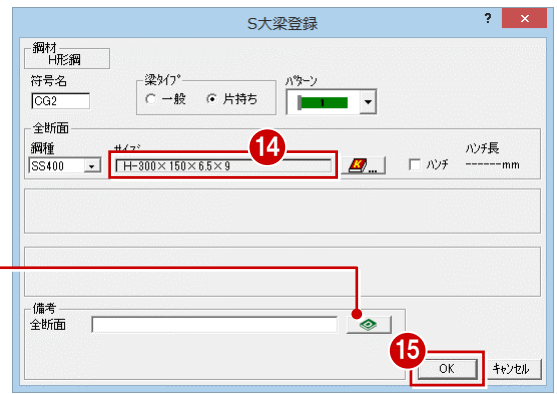 S大梁登録
? ×
鋼材
H形鋼
符号名
CG2
梁ﾀｲﾌﾟ
一般 片持ち
ﾊﾟﾀｰﾝ
1
全断面
鋼種
SS400
ｻｲｽﾞ
14
H-300×150×6.5×9
...
ﾊﾝﾁ
ﾊﾝﾁ長
------mm
備考
全断面
15
OK
ｷｬﾝｾﾙ